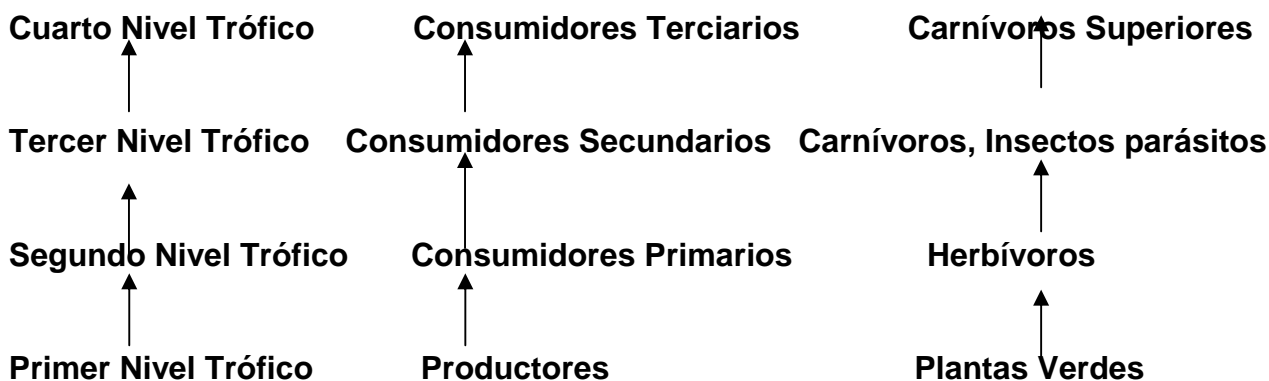 Cuarto Nivel Trófico Consumidores Terciarios Carnívoros Superiores
Tercer Nivel Trófico Consumidores Secundarios Carnívoros, Insectos parásitos
Segundo Nivel Trófico Consumidores Primarios Herbívoros
Primer Nivel Trófico Productores Plantas Verdes